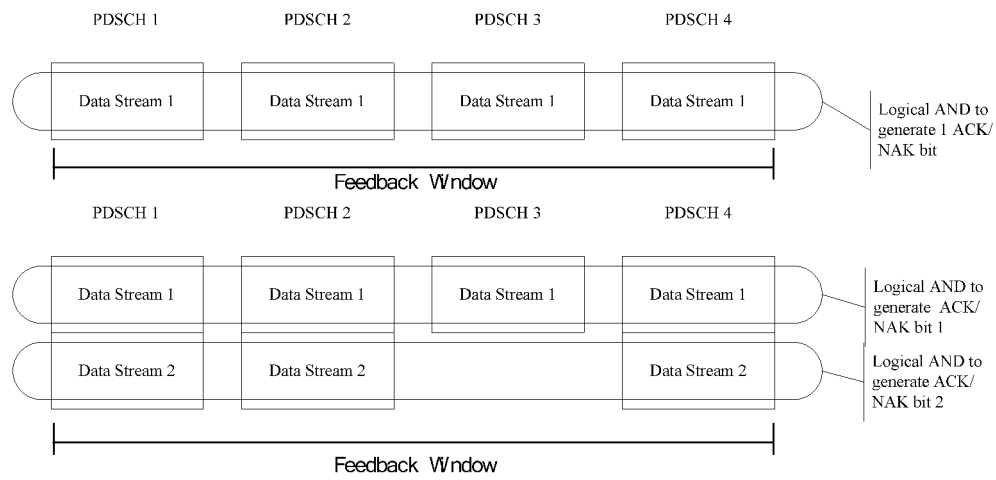 PDSCH 1 PDSCH 2 PDSCH 3 PDSCH 4
Data Stream 1 Data Stream 1 Data Stream 1 Data Stream 1
Logical AND to
generate 1 ACK/
NAK bit
Feedback Window
PDSCH 1 PDSCH 2 PDSCH 3 PDSCH 4
Data Stream 1 Data Stream 1 Data Stream 1 Data Stream 1
Logical AND to
generate ACK/
NAK bit 1
Data Stream 2 Data Stream 2 Data Stream 2
Logical AND to
generate ACK/
NAK bit 2
Feedback Window